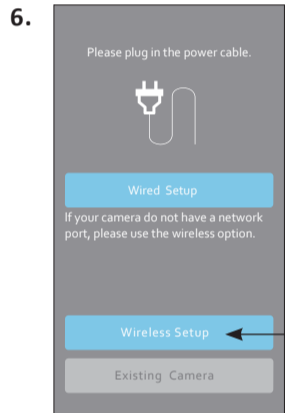 6.
Please plug in the power cable.
Wired Setup
If your camera do not have a network
port, please use the wireless option.
Wireless Setup
Existing Camera